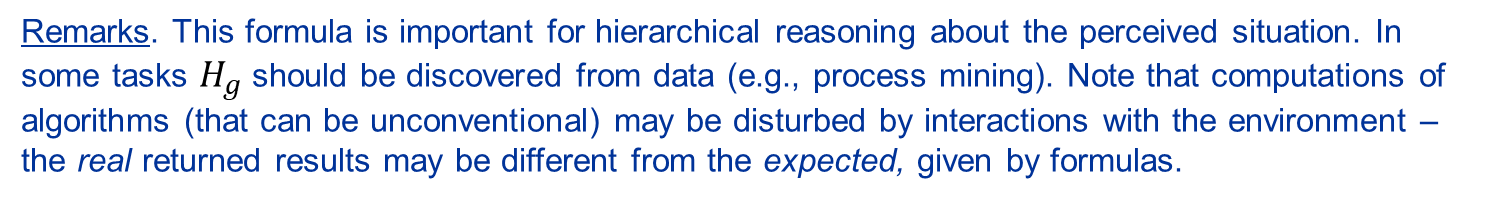 Remarks. This formula is important for hierarchical reasoning about the perceived situation. In
some tasks H_g should be discovered from data (e.g., process mining). Note that computations of
algorithms (that can be unconventional) may be disturbed by interactions with the environment –
the real returned results may be different from the expected, given by formulas.